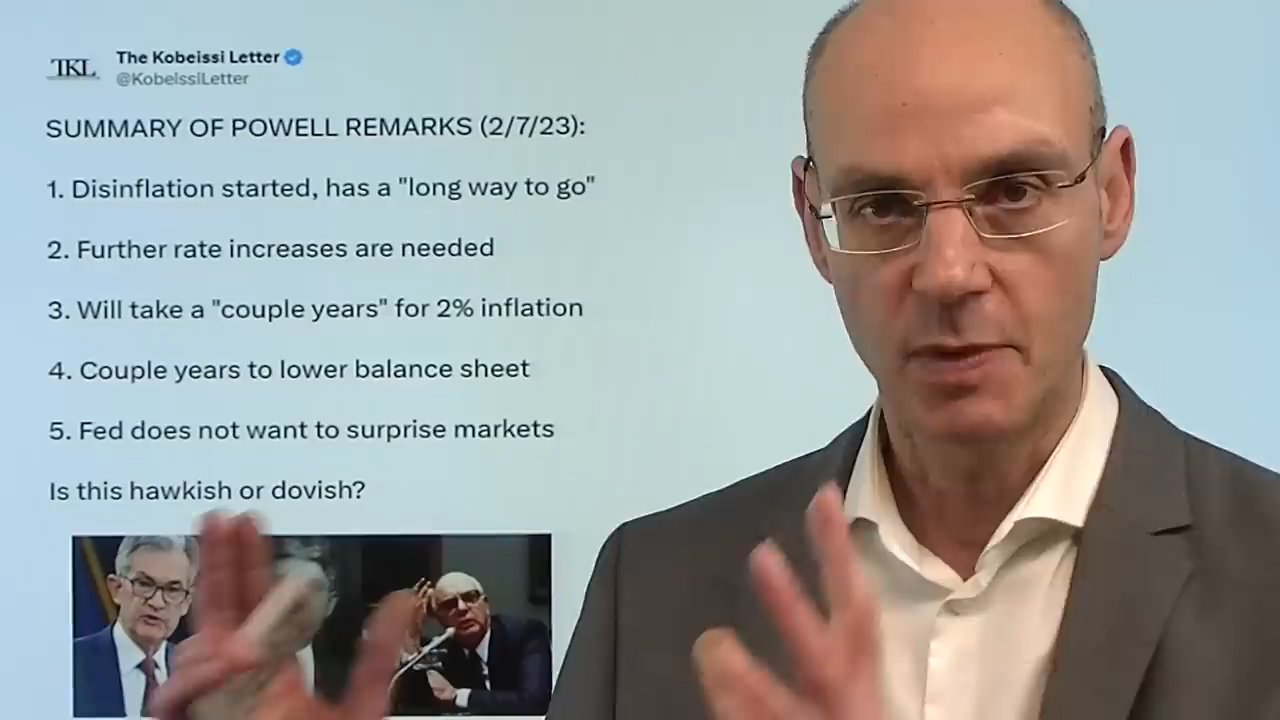 TKL
The Kobeissi Letter
@KobeissiLetter
SUMMARY OF POWELL REMARKS (2/7/23):
1. Disinflation started, has a "long way to go"
2. Further rate increases are needed
3. Will take a "couple years" for 2% inflation
4. Couple years to lower balance sheet
5. Fed does not want to surprise markets
Is this hawkish or dovish?